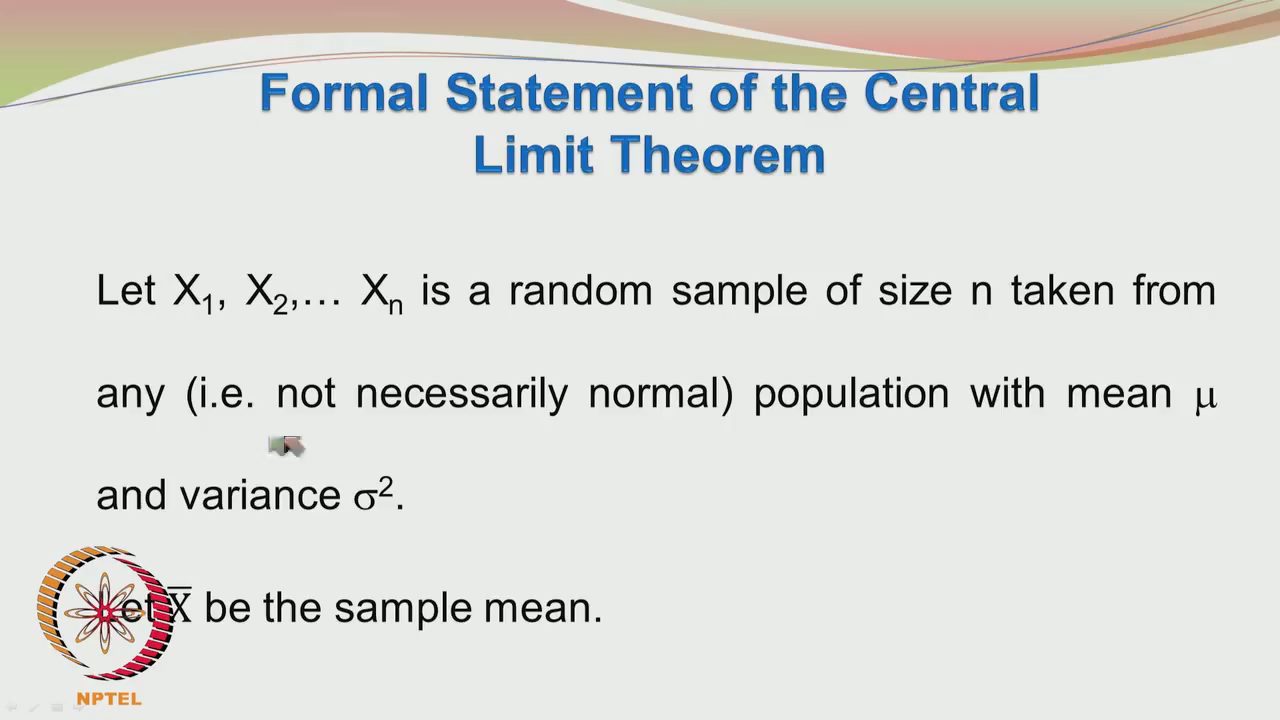 Formal Statement of the Central
Limit Theorem
Let X₁, X₂,... Xₙ is a random sample of size n taken from
any (i.e. not necessarily normal) population with mean μ
and variance σ².
Let X̅ be the sample mean.
NPTEL